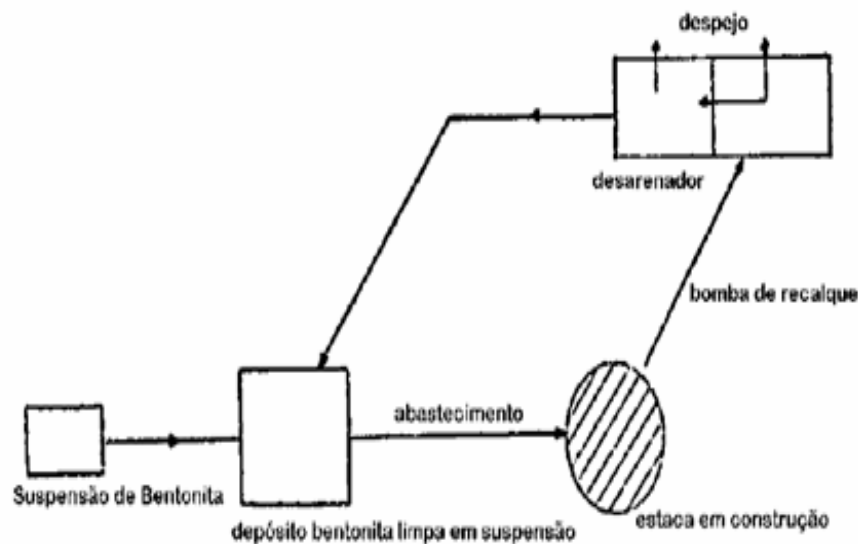 despejo
desarenador
bomba de recalque
abastecimento
Suspensão de Bentonita
depósito bentonita limpa em suspensão
estaca em construção